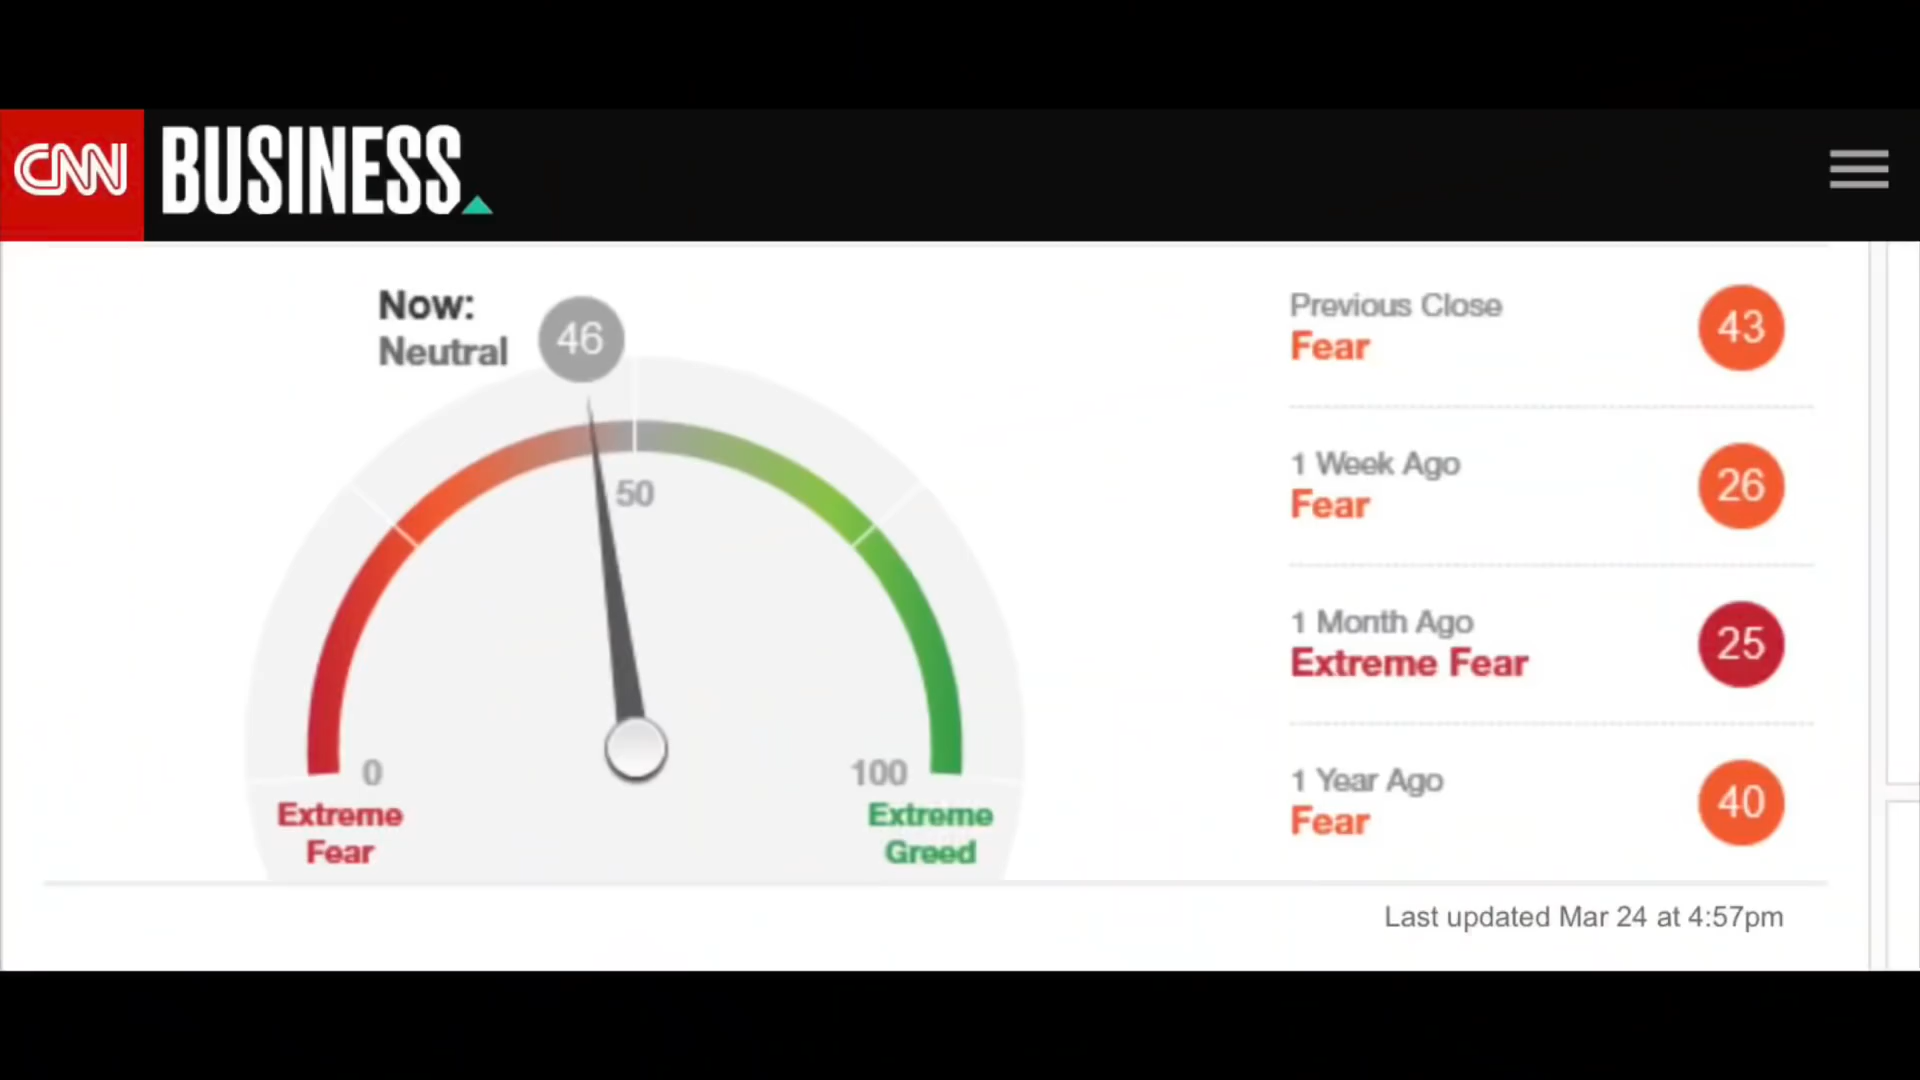 CNN BUSINESS
Now:
Neutral
46
50
0
100
Extreme
Fear
Extreme
Greed
Previous Close
Fear
43
1 Week Ago
Fear
26
1 Month Ago
Extreme Fear
25
1 Year Ago
Fear
40
Last updated Mar 24 at 4:57pm